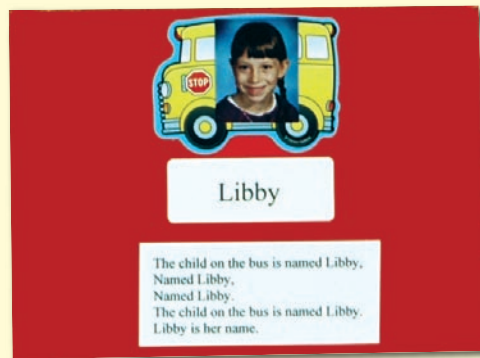 STOP
Libby
The child on the bus is named Libby,
Named Libby,
Named Libby.
The child on the bus is named Libby.
Libby is her name.